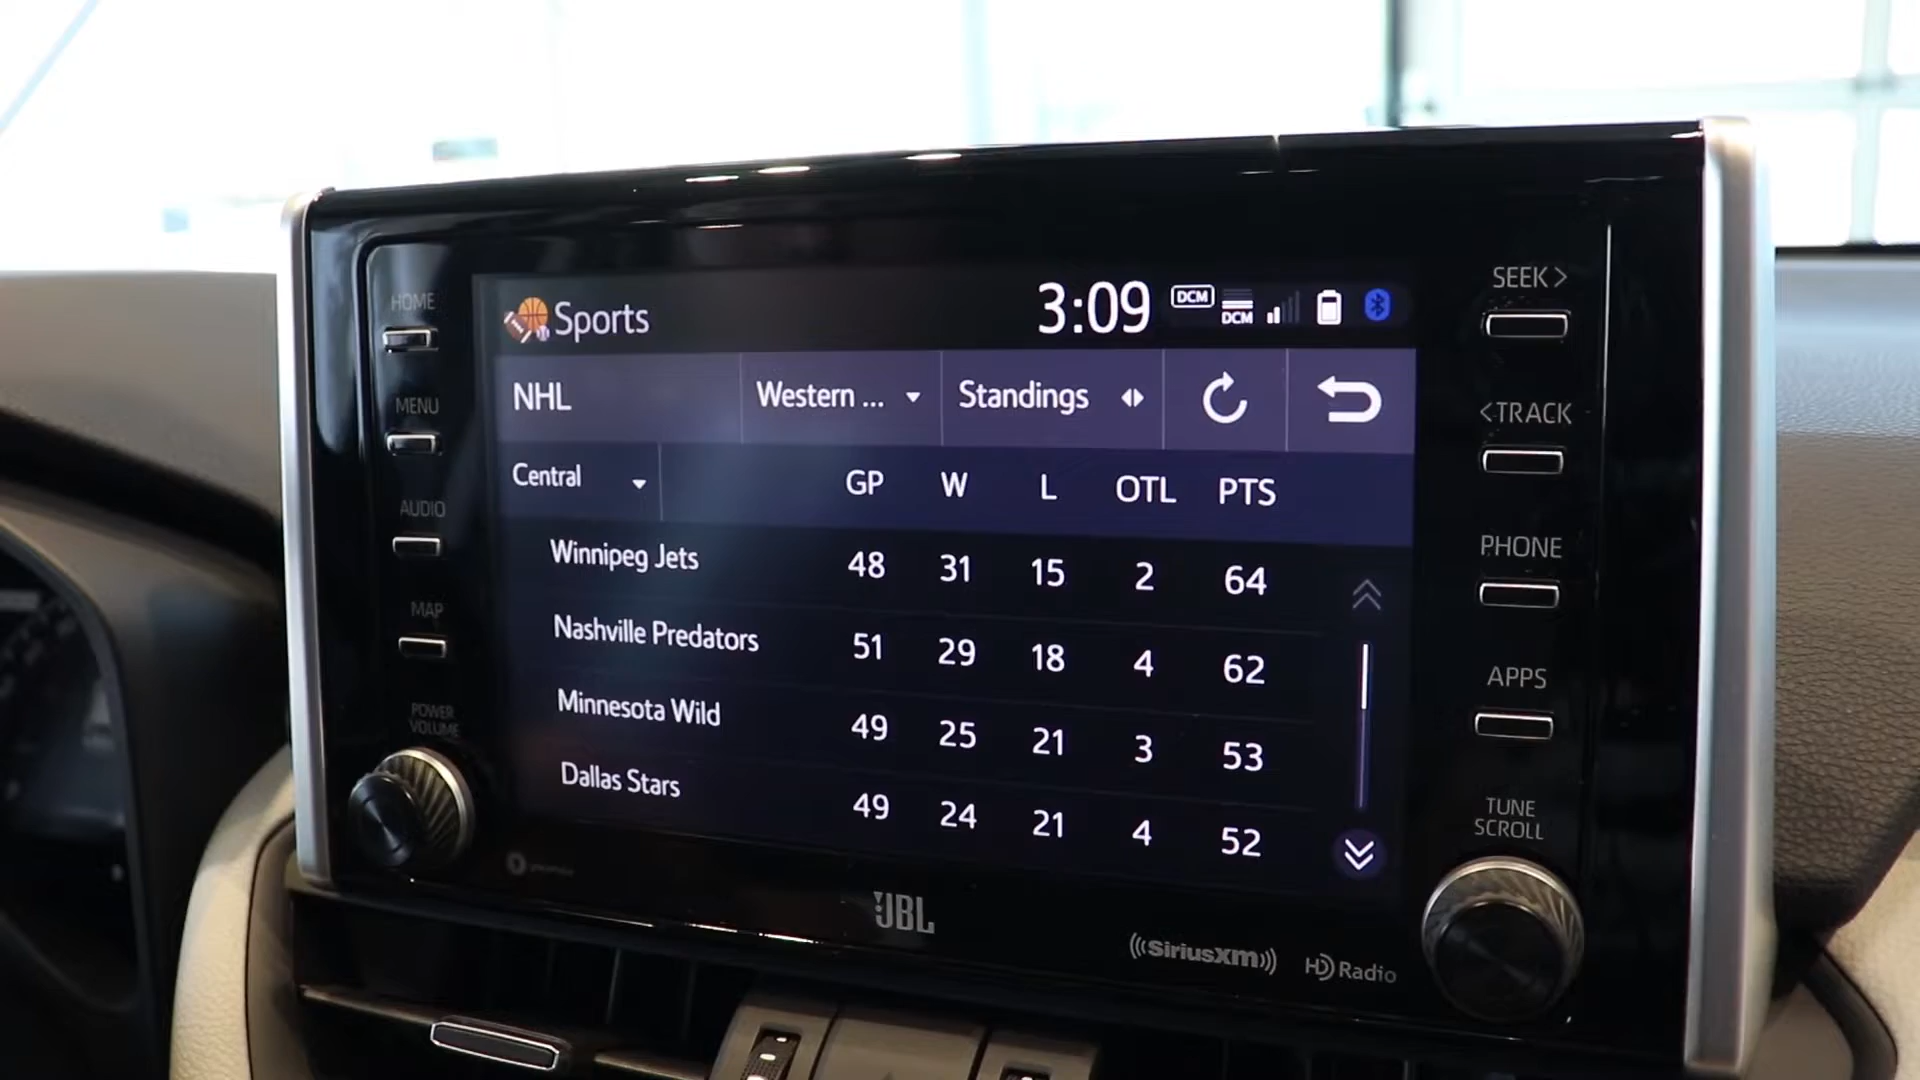 HOME
MENU
AUDIO
MAP
POWER
VOLUME
Sports 3:09 DCM DCM
NHL Western ... Standings
Central GP W L OTL PTS
Winnipeg Jets 48 31 15 2 64
Nashville Predators 51 29 18 4 62
Minnesota Wild 49 25 21 3 53
Dallas Stars 49 24 21 4 52
JBL
((SiriusXM))
HD Radio
SEEK >
<TRACK
PHONE
APPS
TUNE
SCROLL